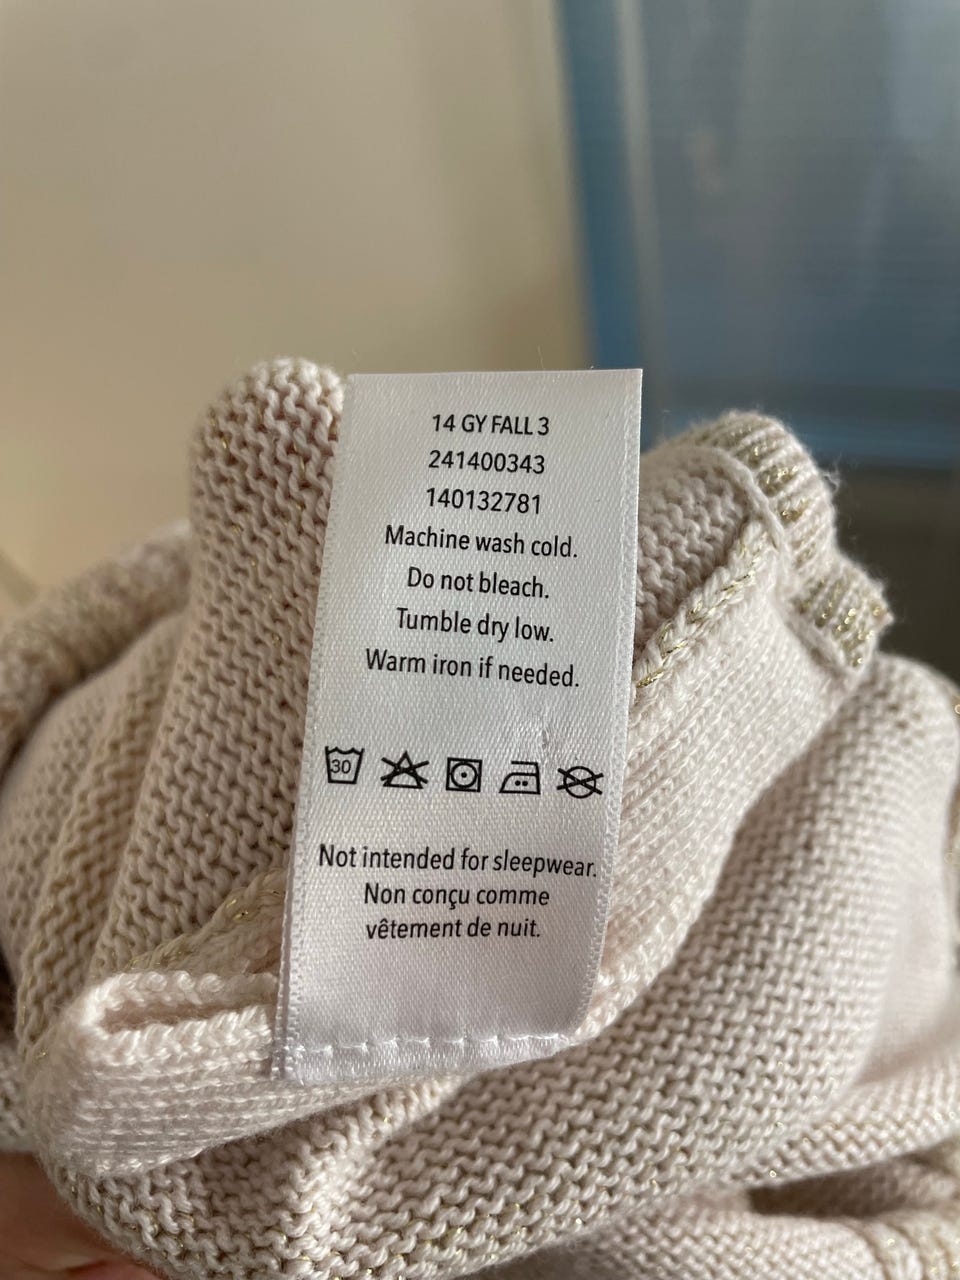 14 GY FALL 3
241400343
140132781
Machine wash cold.
Do not bleach.
Tumble dry low.
Warm iron if needed.
30
Not intended for sleepwear.
Non conçu comme
vêtement de nuit.